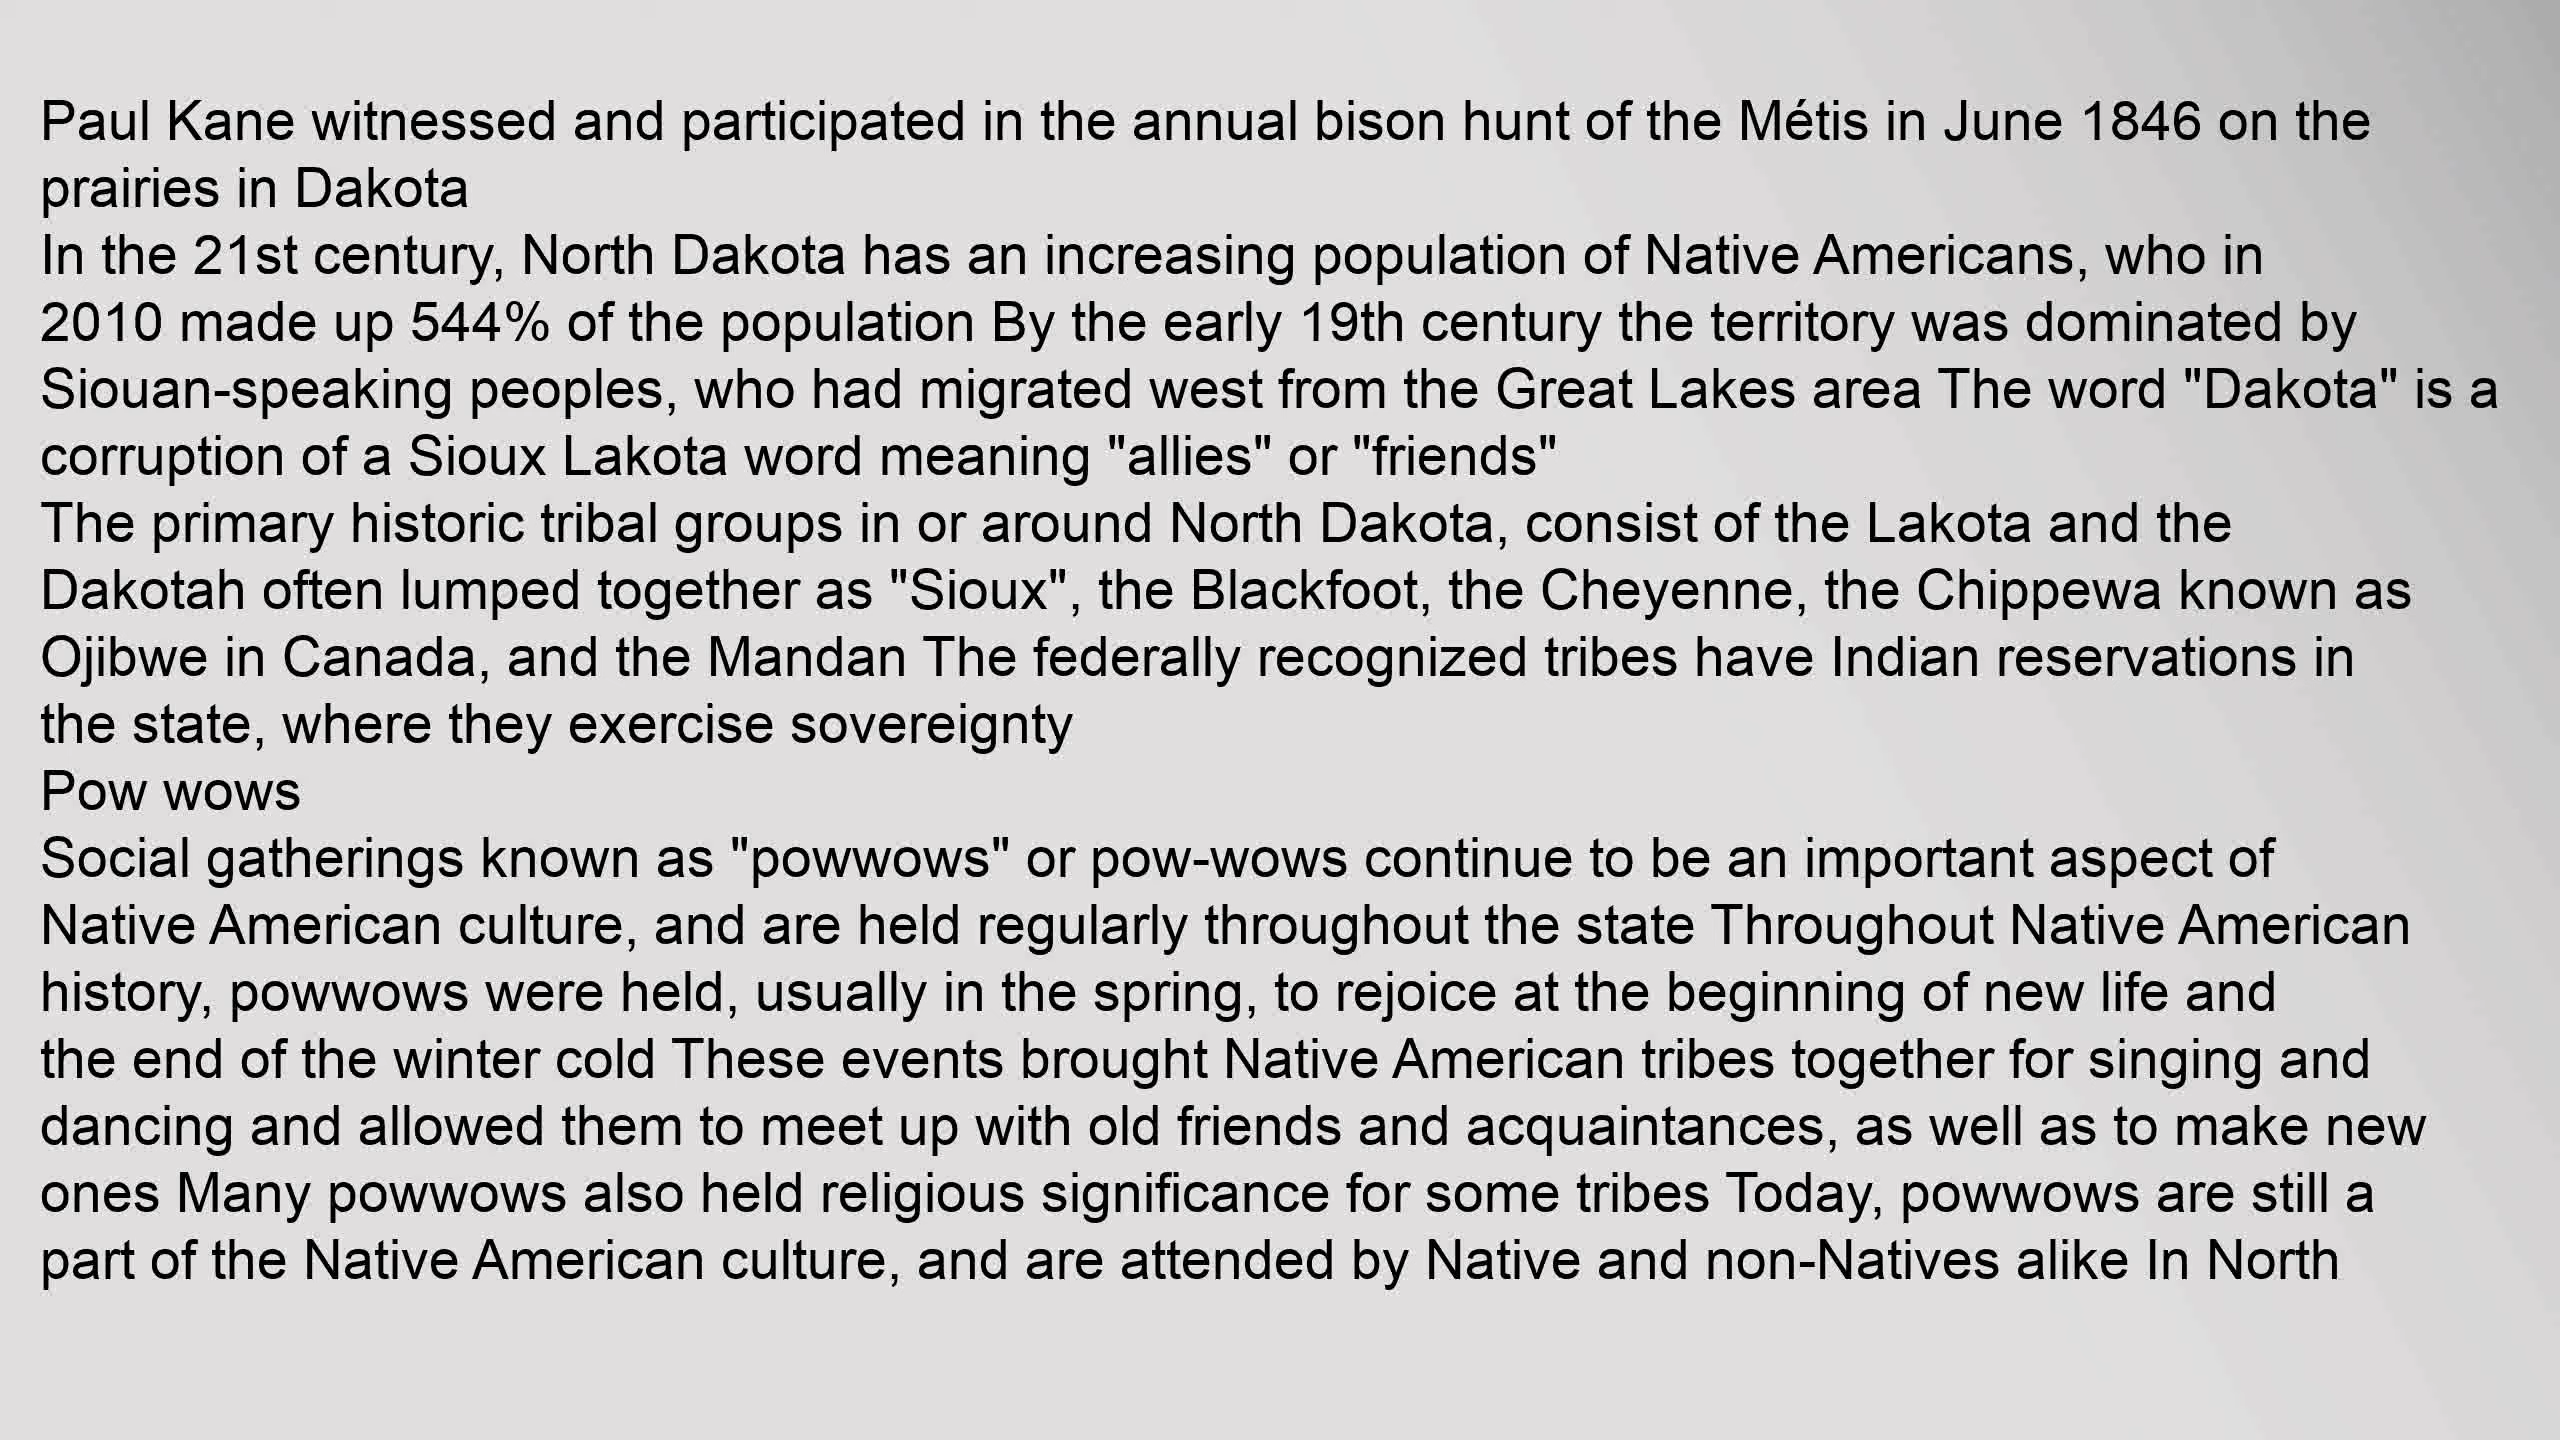 Paul Kane witnessed and participated in the annual bison hunt of the Métis in June 1846 on the
prairies in Dakota
In the 21st century, North Dakota has an increasing population of Native Americans, who in
2010 made up 544% of the population By the early 19th century the territory was dominated by
Siouan-speaking peoples, who had migrated west from the Great Lakes area The word "Dakota" is a
corruption of a Sioux Lakota word meaning "allies" or "friends"
The primary historic tribal groups in or around North Dakota, consist of the Lakota and the
Dakotah often lumped together as "Sioux", the Blackfoot, the Cheyenne, the Chippewa known as
Ojibwe in Canada, and the Mandan The federally recognized tribes have Indian reservations in
the state, where they exercise sovereignty
Pow wows
Social gatherings known as "powwows" or pow-wows continue to be an important aspect of
Native American culture, and are held regularly throughout the state Throughout Native American
history, powwows were held, usually in the spring, to rejoice at the beginning of new life and
the end of the winter cold These events brought Native American tribes together for singing and
dancing and allowed them to meet up with old friends and acquaintances, as well as to make new
ones Many powwows also held religious significance for some tribes Today, powwows are still a
part of the Native American culture, and are attended by Native and non-Natives alike In North